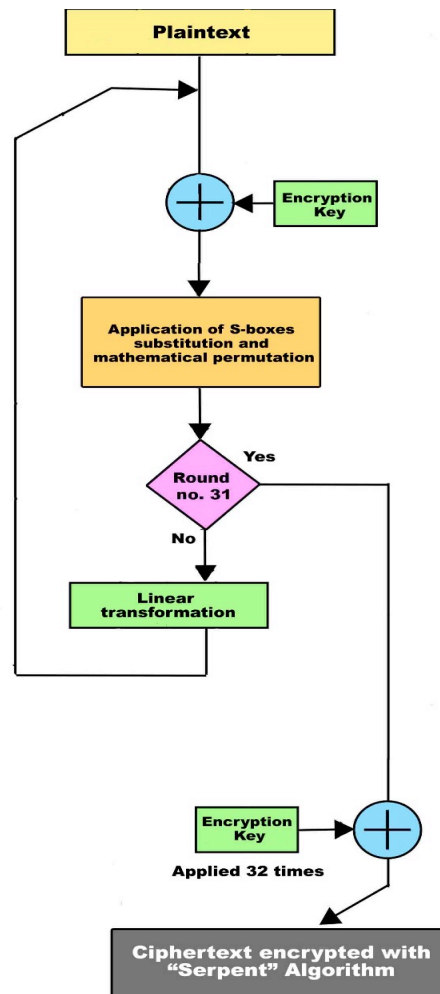 Plaintext
Encryption
Key
Application of S-boxes
substitution and
mathematical permutation
Round
no. 31
Yes
No
Linear
transformation
Encryption
Key
Applied 32 times
Ciphertext encrypted with
“Serpent” Algorithm